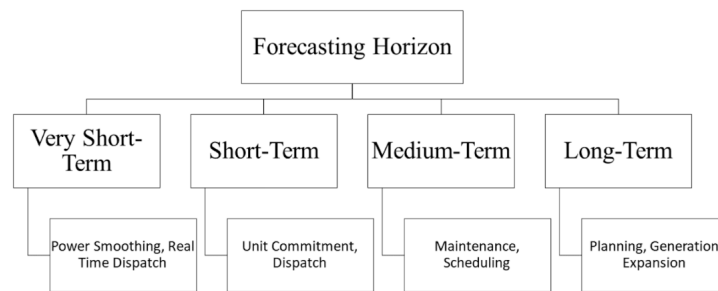 Forecasting Horizon
Very Short-
Term
Short-Term
Medium-Term
Long-Term
Power Smoothing, Real
Time Dispatch
Unit Commitment,
Dispatch
Maintenance,
Scheduling
Planning, Generation
Expansion